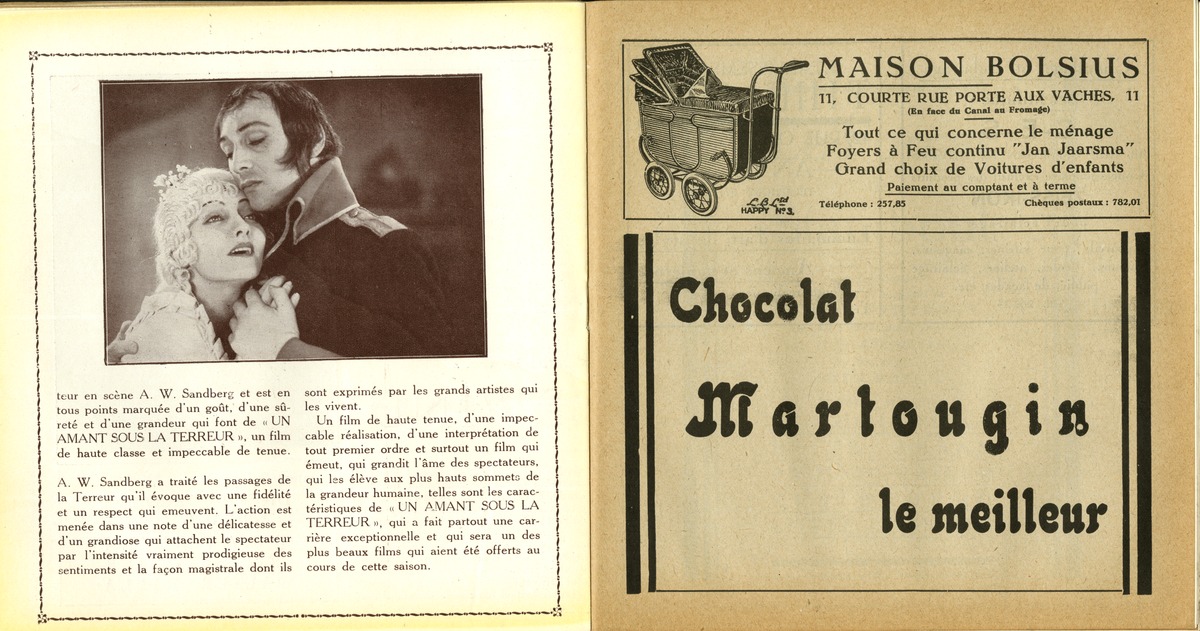 teur en scène A. W. Sandberg et est en
tous points marquée d'un goût, d'une sû-
reté et d'une grandeur qui font de « UN
AMANT SOUS LA TERREUR », un film
de haute classe et impeccable de tenue.
A. W. Sandberg a traité les passages de
la Terreur qu'il évoque avec une fidélité
et un respect qui emeuvent. L'action est
menée dans une note d'une délicatesse et
d'un grandiose qui attachent le spectateur
par l'intensité vraiment prodigieuse des
sentiments et la façon magistrale dont ils
sont exprimés par les grands artistes qui
les vivent.
Un film de haute tenue, d'une impec-
cable réalisation, d'une interprétation de
tout premier ordre et surtout un film qui
émeut, qui grandit l'âme des spectateurs,
qui les élève aux plus hauts sommets de
la grandeur humaine, telles sont les carac-
téristiques de « UN AMANT SOUS LA
TERREUR », qui a fait partout une car-
rière exceptionnelle et qui sera un des
plus beaux films qui aient été offerts au
cours de cette saison.
MAISON BOLSIUS
11, COURTE RUE PORTE AUX VACHES, 11
(En face du Canal au Fromage)
Tout ce qui concerne le ménage
Foyers à Feu continu "Jan Jaarsma"
Grand choix de Voitures d'enfants
Paiement au comptant et à terme
Téléphone : 257,85 Chèques postaux : 782,01
L.B. Ltd
HAPPY No 3.
Chocolat
Martougin
le meilleur